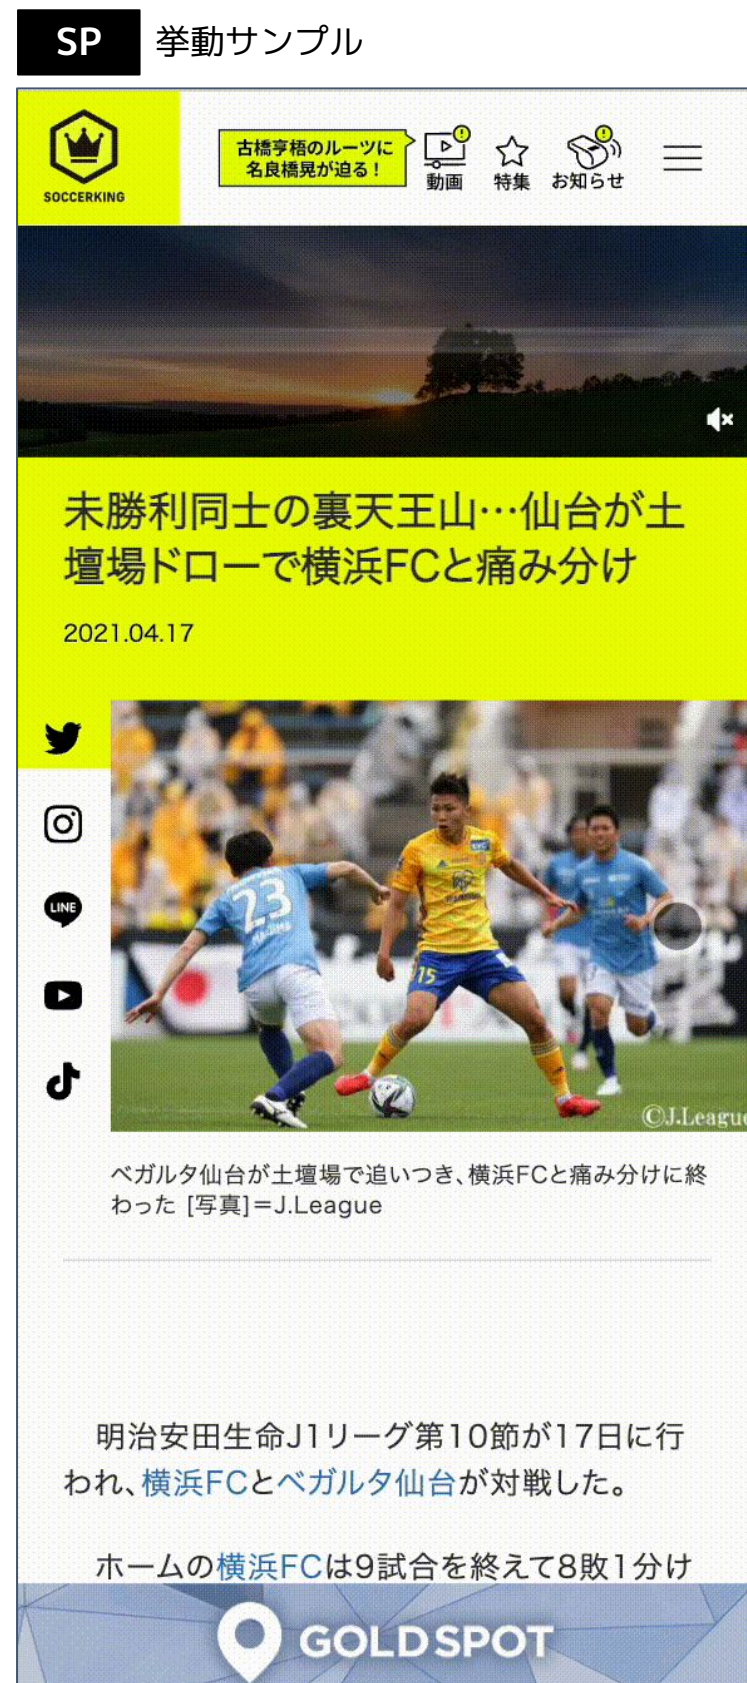 SP 挙動サンプル
SOCCERKING
古橋亨梧のルーツに
名良橋晃が迫る！
動画
特集
お知らせ
未勝利同士の裏天王山…仙台が土
壇場ドローで横浜FCと痛み分け
2021.04.17
LINE
23
15
©J.League
ベガルタ仙台が土壇場で追いつき、横浜FCと痛み分けに終
わった [写真]＝J.League
明治安田生命J1リーグ第10節が17日に行
われ、横浜FCとベガルタ仙台が対戦した。
ホームの横浜FCは9試合を終えて8敗1分け
GOLDSPOT